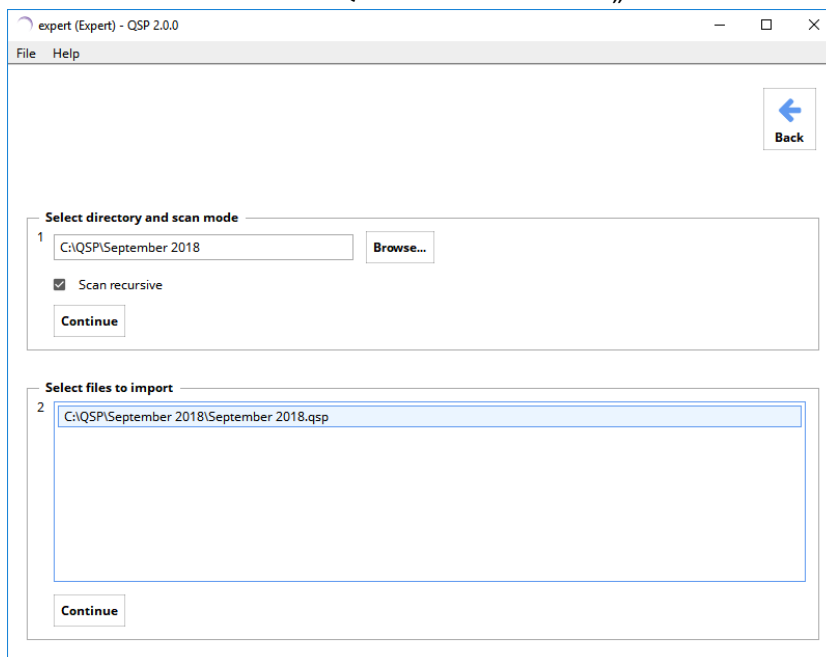 expert (Expert) - QSP 2.0.0
File Help
Back
Select directory and scan mode
1
C:\QSP\September 2018 Browse...
Scan recursive
Continue
Select files to import
2
C:\QSP\September 2018\September 2018.qsp
Continue